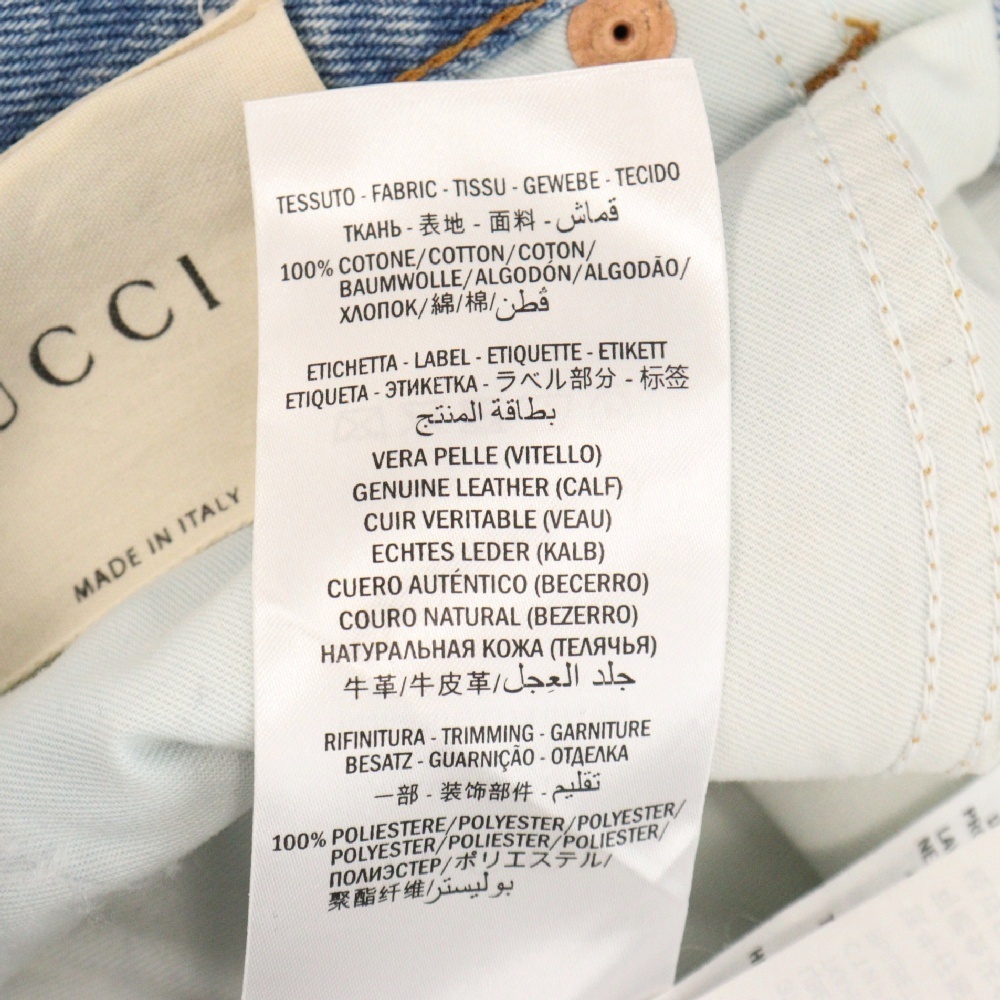 UCCI
MADE IN ITALY
TESSUTO - FABRIC - TISSU - GEWEBE - TECIDO
ТКАНЬ - 表地 - 面料 - قماش
100% COTONE/COTTON/COTON/
BAUMWOLLE/ALGODÓN/ALGODÃO/
ХЛОПОК/綿/棉/قطن
ETICHETTA - LABEL - ETIQUETTE - ETIKETT
ETIQUETA - ЭТИКЕТКА - ラベル部分 - 标签
بطاقة المنتج
VERA PELLE (VITELLO)
GENUINE LEATHER (CALF)
CUIR VERITABLE (VEAU)
ECHTES LEDER (KALB)
CUERO AUTÉNTICO (BECERRO)
COURO NATURAL (BEZERRO)
НАТУРАЛЬНАЯ КОЖА (ТЕЛЯЧЬЯ)
牛革/牛皮革/جلد العِجل
RIFINITURA - TRIMMING - GARNITURE
BESATZ - GUARNIÇÃO - ОТДЕЛКА
一部 - 装饰部件 - تقليم
100% POLIESTERE/POLYESTER/POLYESTER/
POLYESTER/POLIÉSTER/POLIESTER/
ПОЛИЭСТЕР/ポリエステル/
聚酯纤维/بوليستر